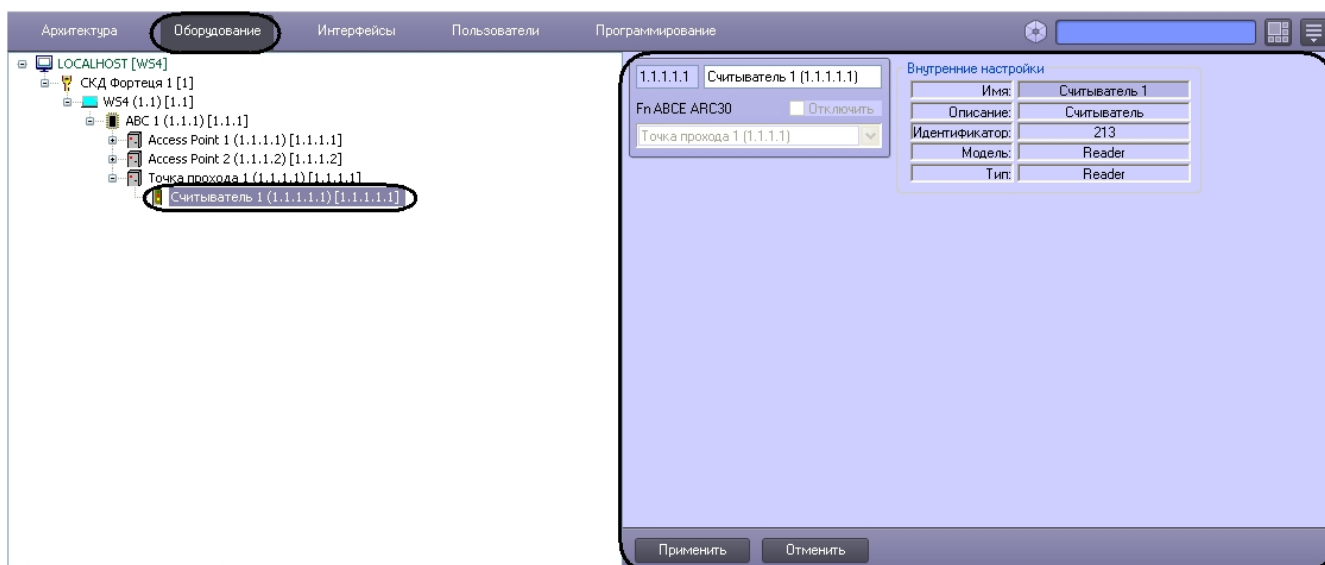 Архитектура Оборудование Интерфейсы Пользователи Программирование
LOCALHOST [WS4]
СКД Фортеця 1 [1]
WS4 (1.1) [1.1]
ABC 1 (1.1.1) [1.1.1]
Access Point 1 (1.1.1.1) [1.1.1.1]
Access Point 2 (1.1.1.2) [1.1.1.2]
Точка прохода 1 (1.1.1.1) [1.1.1.1]
Считыватель 1 (1.1.1.1.1) [1.1.1.1.1]
1.1.1.1.1 Считыватель 1 (1.1.1.1.1)
Fn ABCE ARC30 Отключить
Точка прохода 1 (1.1.1.1)
Внутренние настройки
Имя: Считыватель 1
Описание: Считыватель
Идентификатор: 213
Модель: Reader
Тип: Reader
Применить Отменить